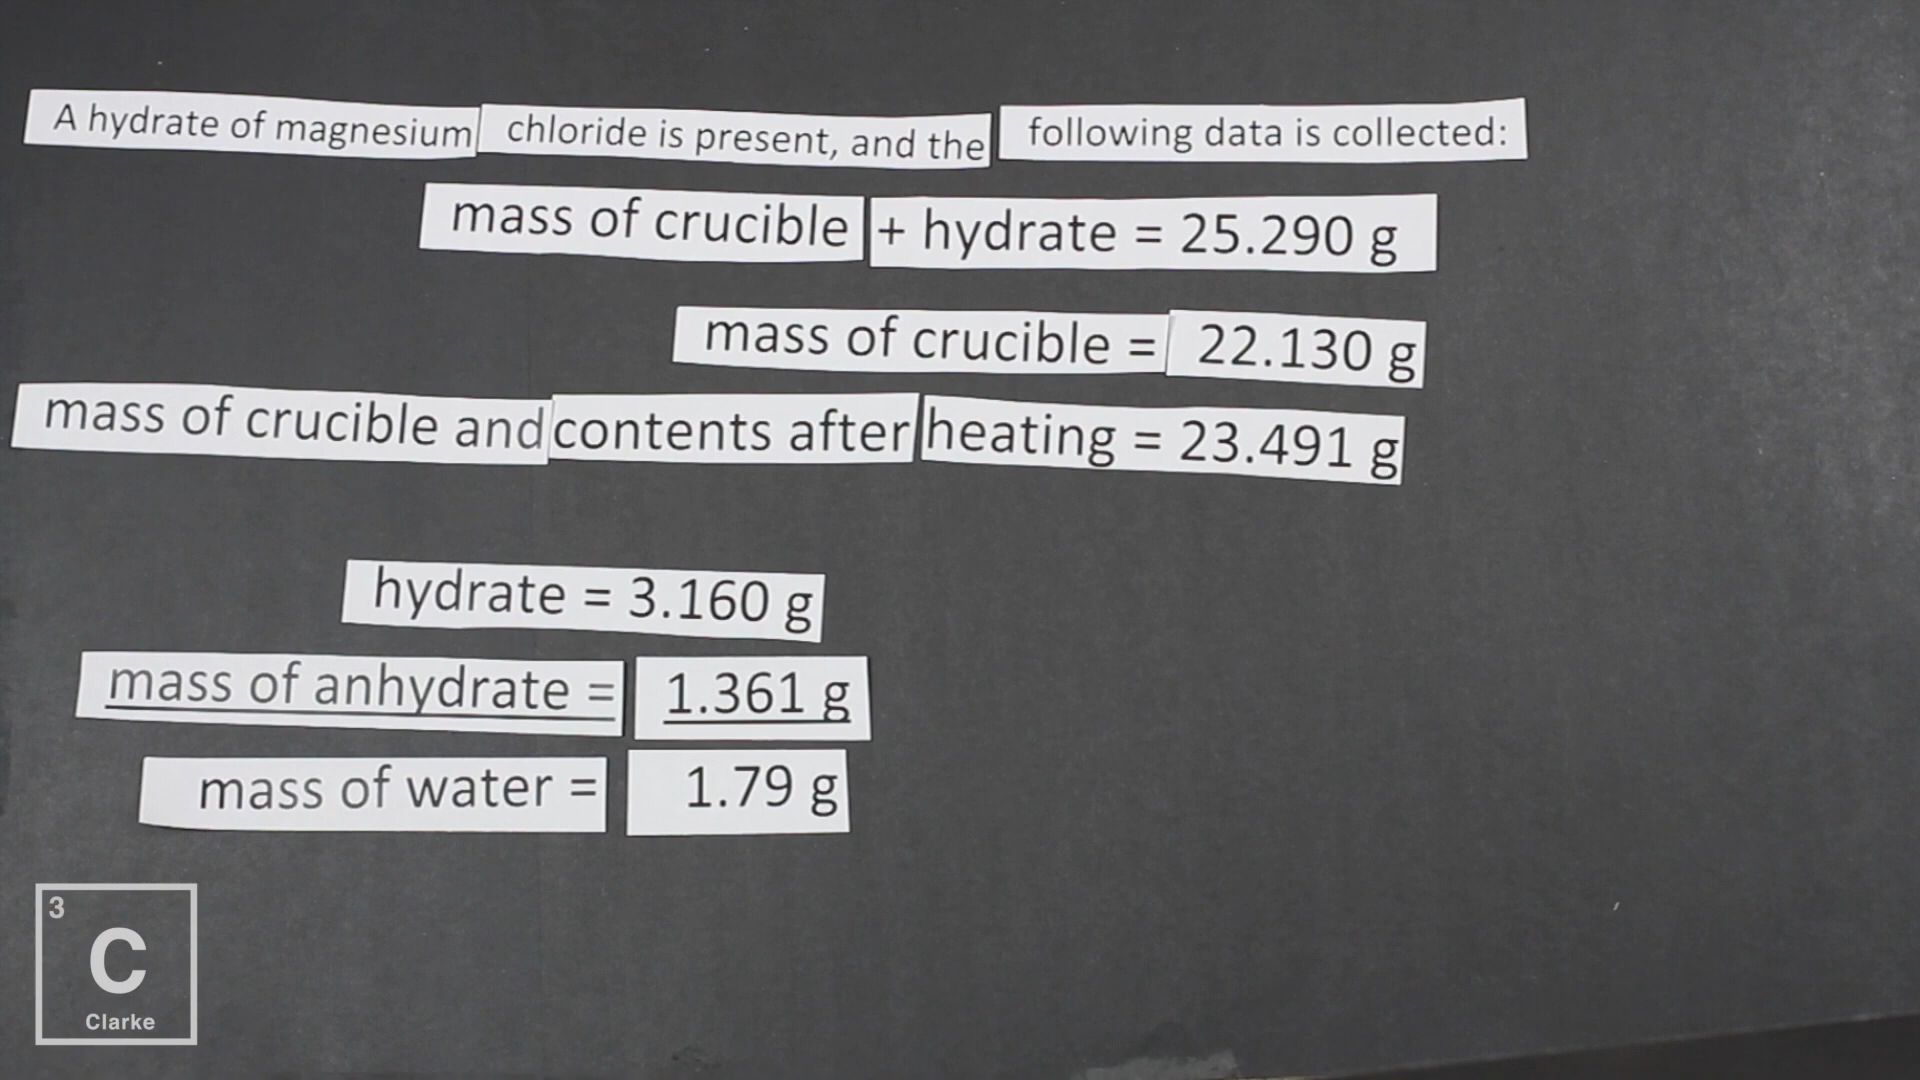 A hydrate of magnesium chloride is present, and the following data is collected:
mass of crucible + hydrate = 25.290 g
mass of crucible = 22.130 g
mass of crucible and contents after heating = 23.491 g
hydrate = 3.160 g
mass of anhydrate = 1.361 g
mass of water = 1.79 g
3
C
Clarke